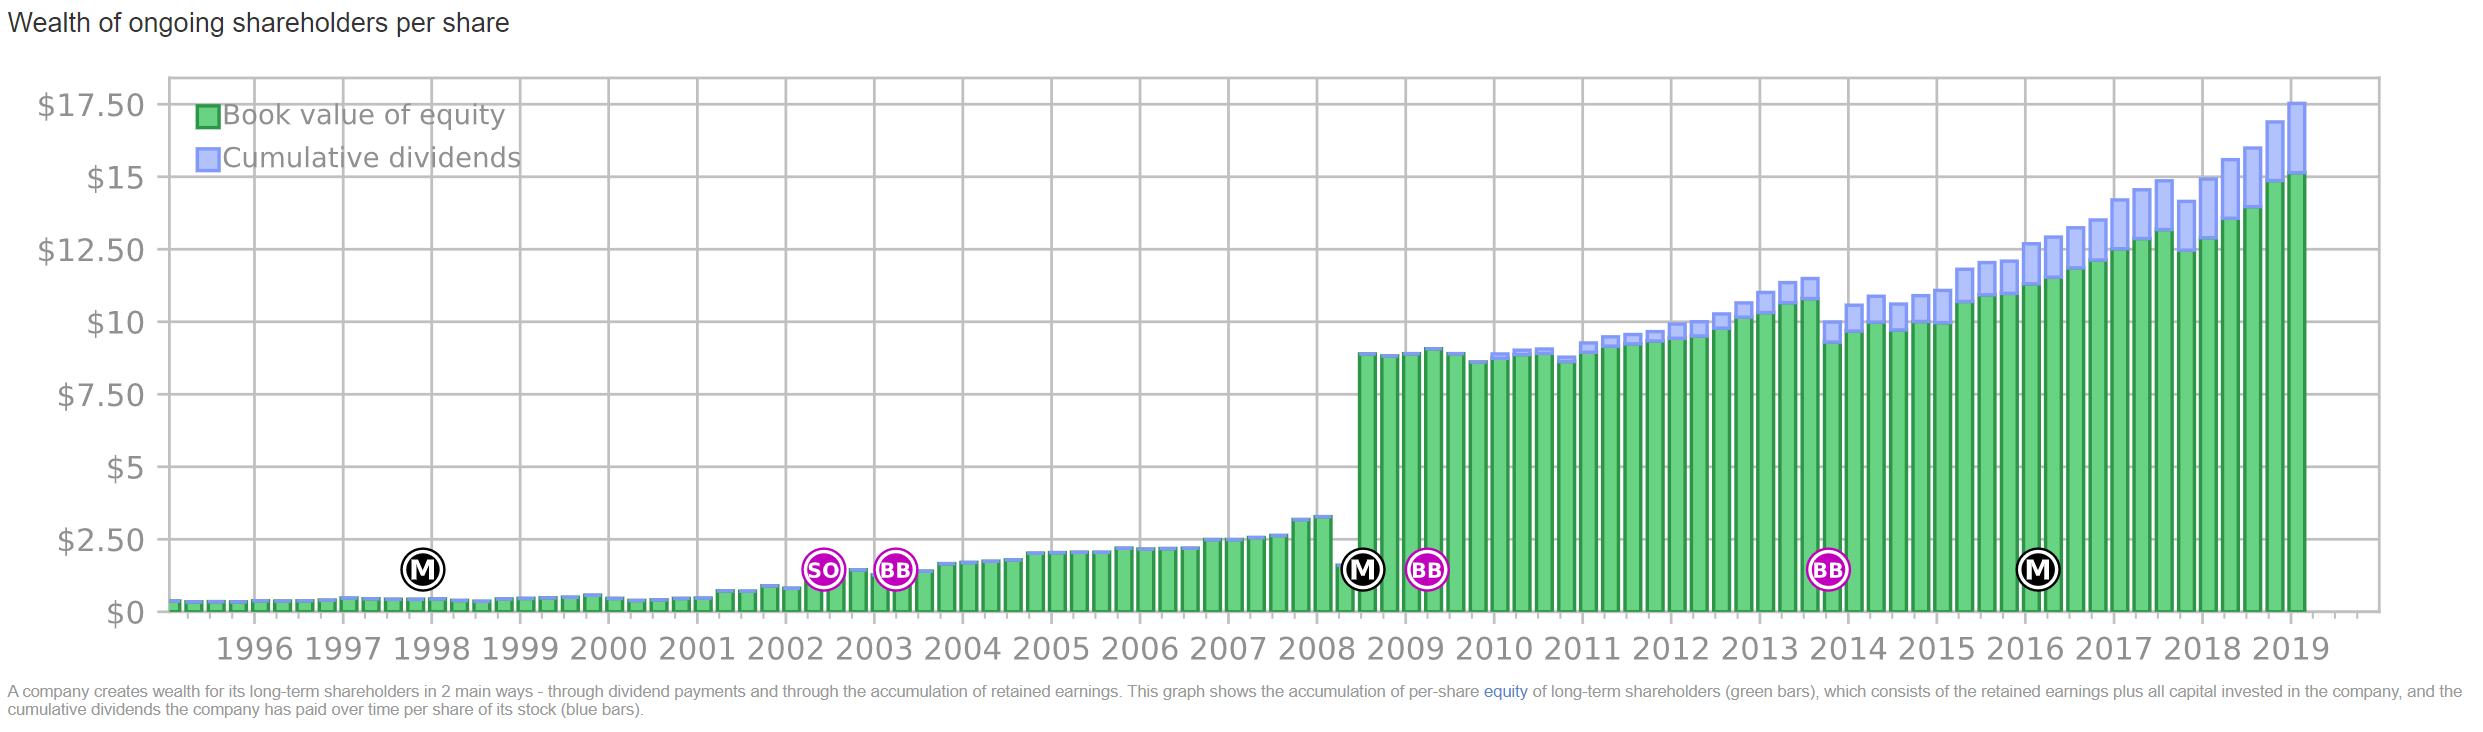 Wealth of ongoing shareholders per share
$17.50
$15
$12.50
$10
$7.50
$5
$2.50
$0
Book value of equity
Cumulative dividends
M
SO
BB
M
BB
BB
M
1996 1997 1998 1999 2000 2001 2002 2003 2004 2005 2006 2007 2008 2009 2010 2011 2012 2013 2014 2015 2016 2017 2018 2019
A company creates wealth for its long-term shareholders in 2 main ways - through dividend payments and through the accumulation of retained earnings. This graph shows the accumulation of per-share equity of long-term shareholders (green bars), which consists of the retained earnings plus all capital invested in the company, and the
cumulative dividends the company has paid over time per share of its stock (blue bars).